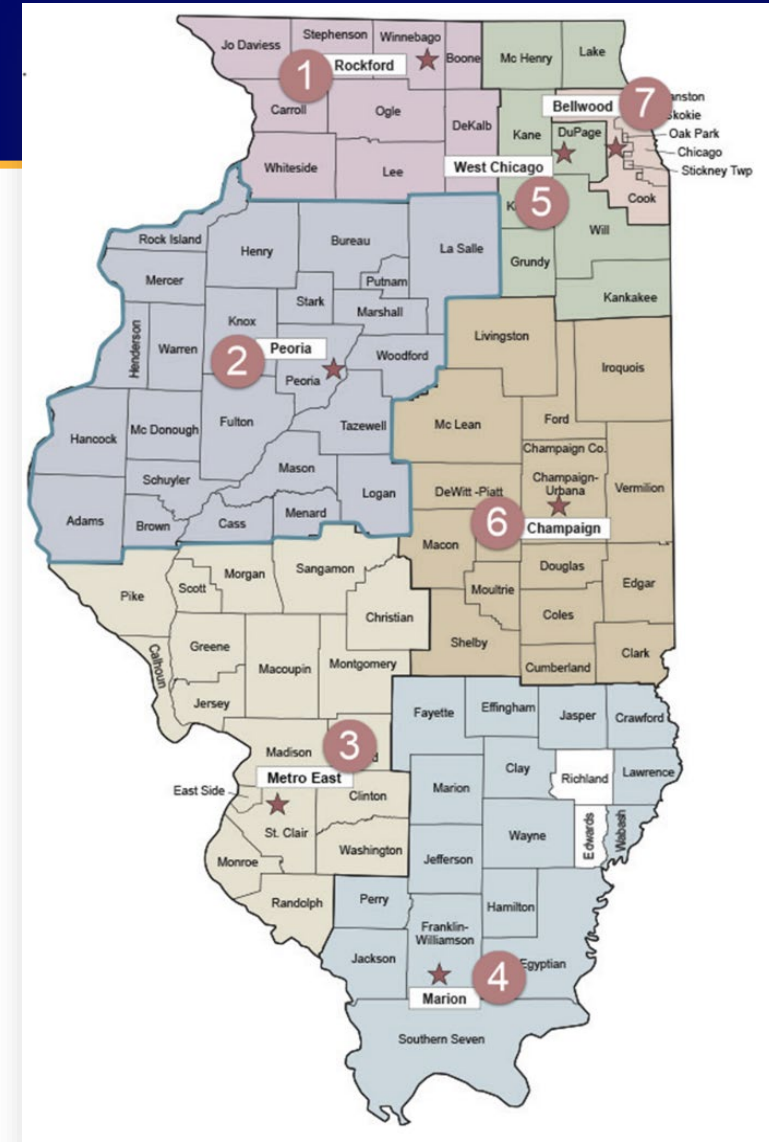 Jo Daviess
Stephenson
Winnebago
Boone
Mc Henry
Lake
1
Rockford
Carroll
Ogle
DeKalb
Whiteside
Lee
Bellwood
7
Skokie
Oak Park
Chicago
Stickney Twp
Kane
DuPage
West Chicago
5
Cook
Will
Grundy
Kankakee
Rock Island
Henry
Bureau
La Salle
Mercer
Putnam
Stark
Marshall
Knox
Henderson
Warren
2
Peoria
Peoria
Woodford
Hancock
Mc Donough
Fulton
Tazewell
Schuyler
Mason
Logan
Adams
Brown
Cass
Menard
Livingston
Iroquois
Mc Lean
Ford
Champaign Co.
DeWitt -Piatt
Champaign-
Urbana
Vermilion
6
Champaign
Macon
Douglas
Moultrie
Edgar
Coles
Shelby
Cumberland
Clark
Pike
Scott
Morgan
Sangamon
Christian
Calhoun
Greene
Macoupin
Montgomery
Jersey
3
Madison
Metro East
East Side
Clinton
St. Clair
Monroe
Washington
Randolph
Fayette
Effingham
Jasper
Crawford
Marion
Clay
Richland
Lawrence
Wayne
Edwards
Wabash
Jefferson
Perry
Hamilton
Franklin-
Williamson
Jackson
Egyptian
4
Marion
Southern Seven